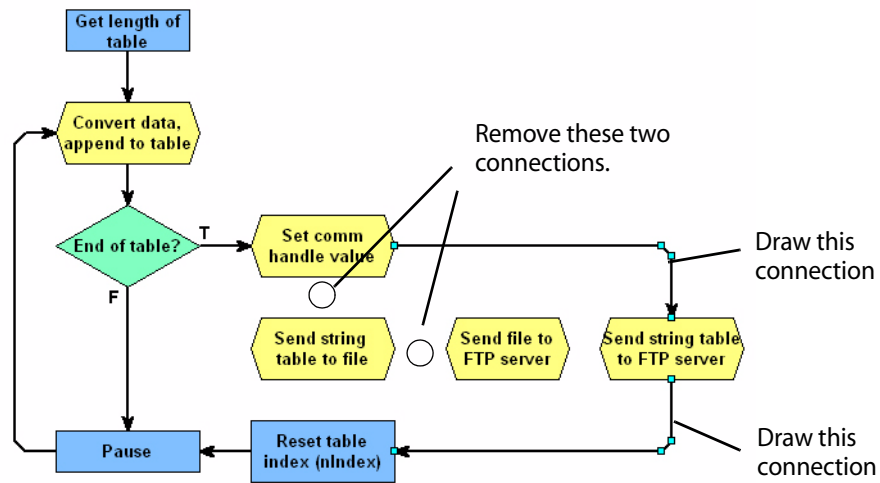 Get length of
table
Convert data,
append to table
Remove these two
connections.
End of table?
T
F
Set comm
handle value
Draw this
connection
Send string
table to file
Send file to
FTP server
Send string table
to FTP server
Pause
Reset table
index (nIndex)
Draw this
connection